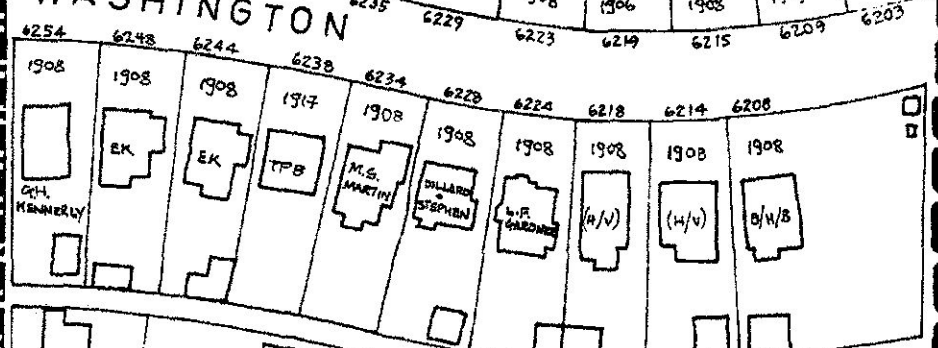 WASHINGTON
6235
6229
6223
6219
6215
6209
6203
1908
1906
1908
6254
6248
6244
6238
6234
6228
6224
6218
6214
6208
1908
1908
1908
1917
1908
1908
1908
1908
1908
1908
G.H.
KENNERLY
EK
EK
TPB
M.G.
MARTIN
DILLARD
+
STEPHEN
L.F.
GARDNER
(H/V)
(H/V)
B/H/B